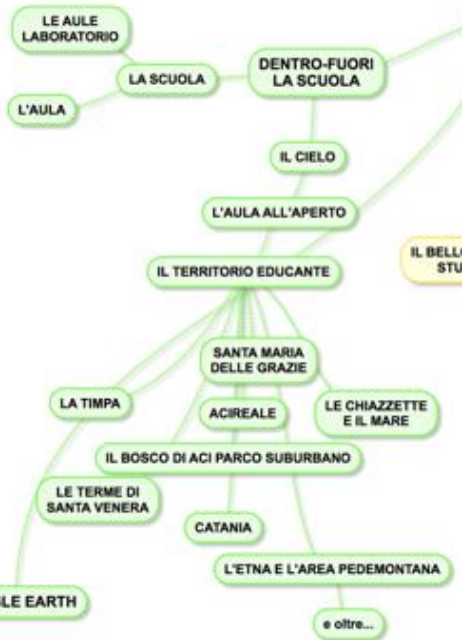 LE AULE
LABORATORIO
LA SCUOLA
DENTRO-FUORI
LA SCUOLA
L'AULA
IL CIELO
L'AULA ALL'APERTO
IL TERRITORIO EDUCANTE
IL BELLO
STU
SANTA MARIA
DELLE GRAZIE
LA TIMPA
ACIREALE
LE CHIAZZETTE
E IL MARE
IL BOSCO DI ACI PARCO SUBURBANO
LE TERME DI
SANTA VENERA
CATANIA
L'ETNA E L'AREA PEDEMONTANA
LE EARTH
e oltre...